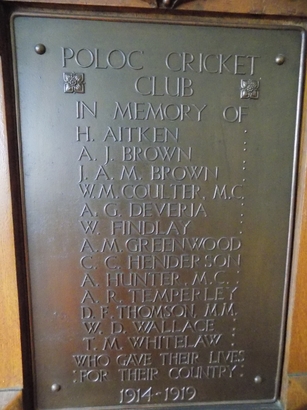 POLOC CRICKET
CLUB
IN MEMORY OF
H. AITKEN
A. J. BROWN
J. A. M. BROWN
W. M. COULTER, M.C.
A. G. DEVERIA
W. FINDLAY
A. M. GREENWOOD
C. C. HENDERSON
A. HUNTER, M.C.
A. R. TEMPERLEY
D. F. THOMSON, M.M.
W. D. WALLACE
T. M. WHITELAW
WHO GAVE THEIR LIVES
FOR THEIR COUNTRY
1914-1919